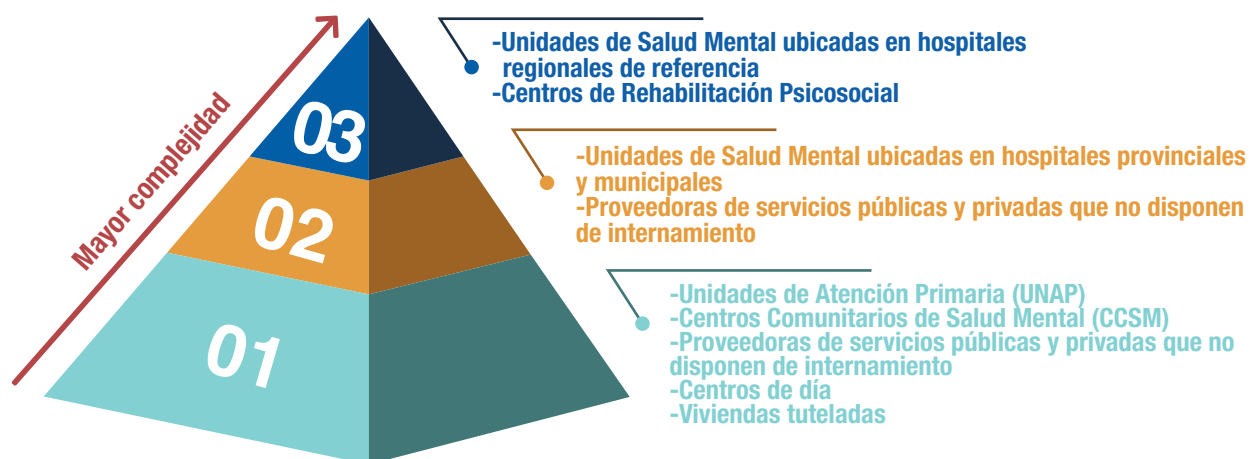 Mayor complejidad
03
-Unidades de Salud Mental ubicadas en hospitales
regionales de referencia
-Centros de Rehabilitación Psicosocial
02
-Unidades de Salud Mental ubicadas en hospitales provinciales
y municipales
-Proveedoras de servicios públicas y privadas que no disponen
de internamiento
01
-Unidades de Atención Primaria (UNAP)
-Centros Comunitarios de Salud Mental (CCSM)
-Proveedoras de servicios públicas y privadas que no
disponen de internamiento
-Centros de día
-Viviendas tuteladas